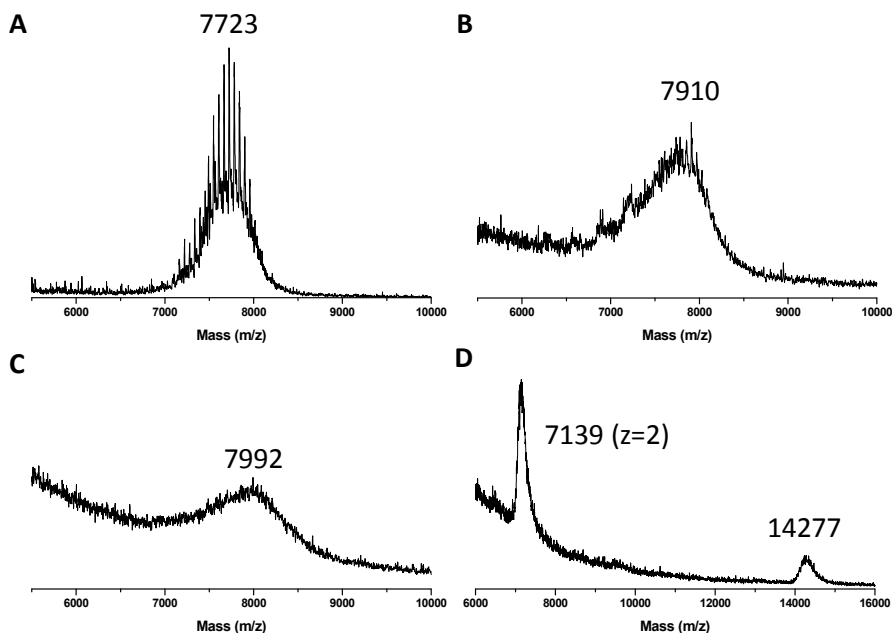 A
7723
6000 7000 8000 9000 10000
Mass (m/z)
B
7910
6000 7000 8000 9000 10000
Mass (m/z)
C
7992
6000 7000 8000 9000 10000
Mass (m/z)
D
7139 (z=2)
14277
6000 8000 10000 12000 14000 16000
Mass (m/z)